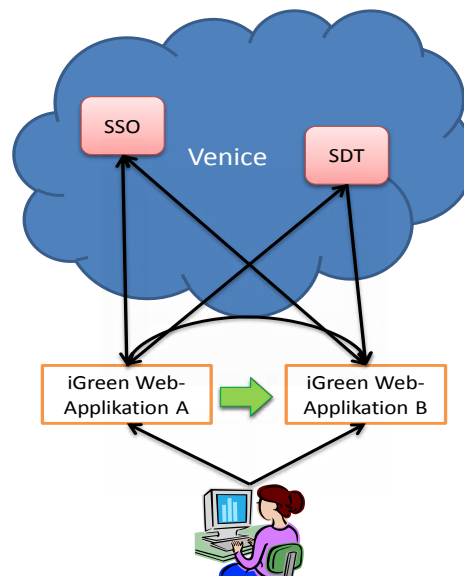 SSO
Venice
SDT
iGreen Web-
Applikation A
iGreen Web-
Applikation B